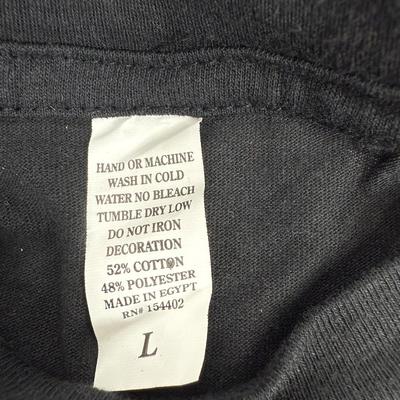 HAND OR MACHINE
WASH IN COLD
WATER NO BLEACH
TUMBLE DRY LOW
DO NOT IRON
DECORATION
52% COTTON
48% POLYESTER
MADE IN EGYPT
RN# 154402
L